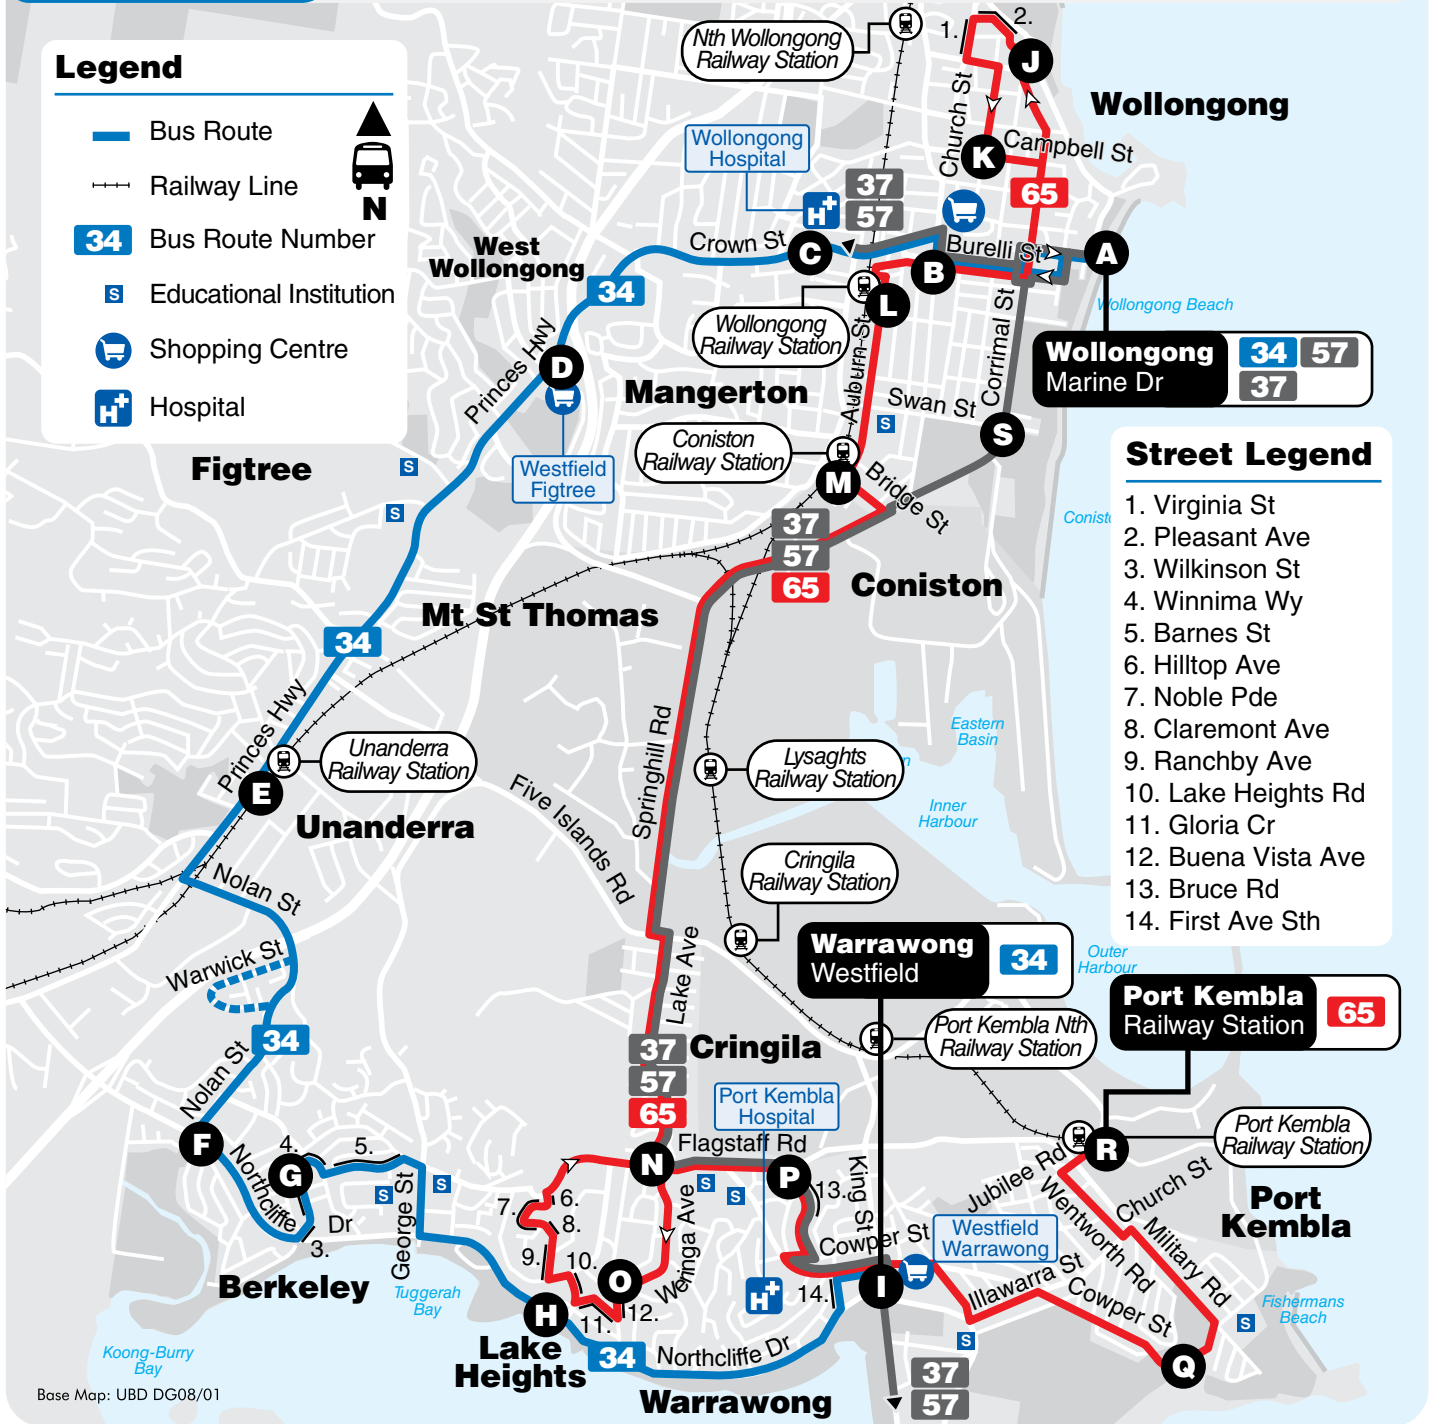 Legend
Bus Route
Railway Line
N
34 Bus Route Number
S Educational Institution
Shopping Centre
H+ Hospital
Nth Wollongong
Railway Station
1.
2.
J
Wollongong
Church St
Campbell St
K
Wollongong
Hospital
37
57
H+
65
West
Wollongong
Crown St
C
Burelli St
A
B
34
Wollongong Beach
L
Wollongong
Railway Station
Auburn St
Corrimal St
Wollongong
Marine Dr
34 57
37
Princes Hwy
D
Mangerton
Swan St
S
S
Figtree
S
S
Westfield
Figtree
Coniston
Railway Station
M
Bridge St
37
57
65
Coniston
Street Legend
1. Virginia St
2. Pleasant Ave
3. Wilkinson St
4. Winnima Wy
5. Barnes St
6. Hilltop Ave
7. Noble Pde
8. Claremont Ave
9. Ranchby Ave
10. Lake Heights Rd
11. Gloria Cr
12. Buena Vista Ave
13. Bruce Rd
14. First Ave Sth
Mt St Thomas
34
Princes Hwy
Unanderra
Railway Station
E
Unanderra
Springhill Rd
Five Islands Rd
Lysaghts
Railway Station
Eastern
Basin
Inner
Harbour
Cringila
Railway Station
Nolan St
Warwick St
Lake Ave
Warrawong
Westfield
34
Outer
Harbour
Port Kembla
Railway Station
65
34
Nolan St
37
57
65
Cringila
Port Kembla Nth
Railway Station
Port Kembla
Hospital
Port Kembla
Railway Station
F
Northcliffe
Dr
G
4.
5.
3.
S
S
George St
N
Flagstaff Rd
S
S
P
13.
King St
R
Jubilee Rd
Wentworth Rd
Church St
Military Rd
Port
Kembla
6.
7.
8.
9.
10.
11.
12.
O
Weringa Ave
H+
14.
Cowper St
Westfield
Warrawong
I
Illawarra St
Cowper St
S
S
Q
Fishermans
Beach
Berkeley
Tuggerah
Bay
H
Lake
Heights
34
Northcliffe Dr
Warrawong
37
57
Koong-Burry
Bay
Base Map: UBD DG08/01